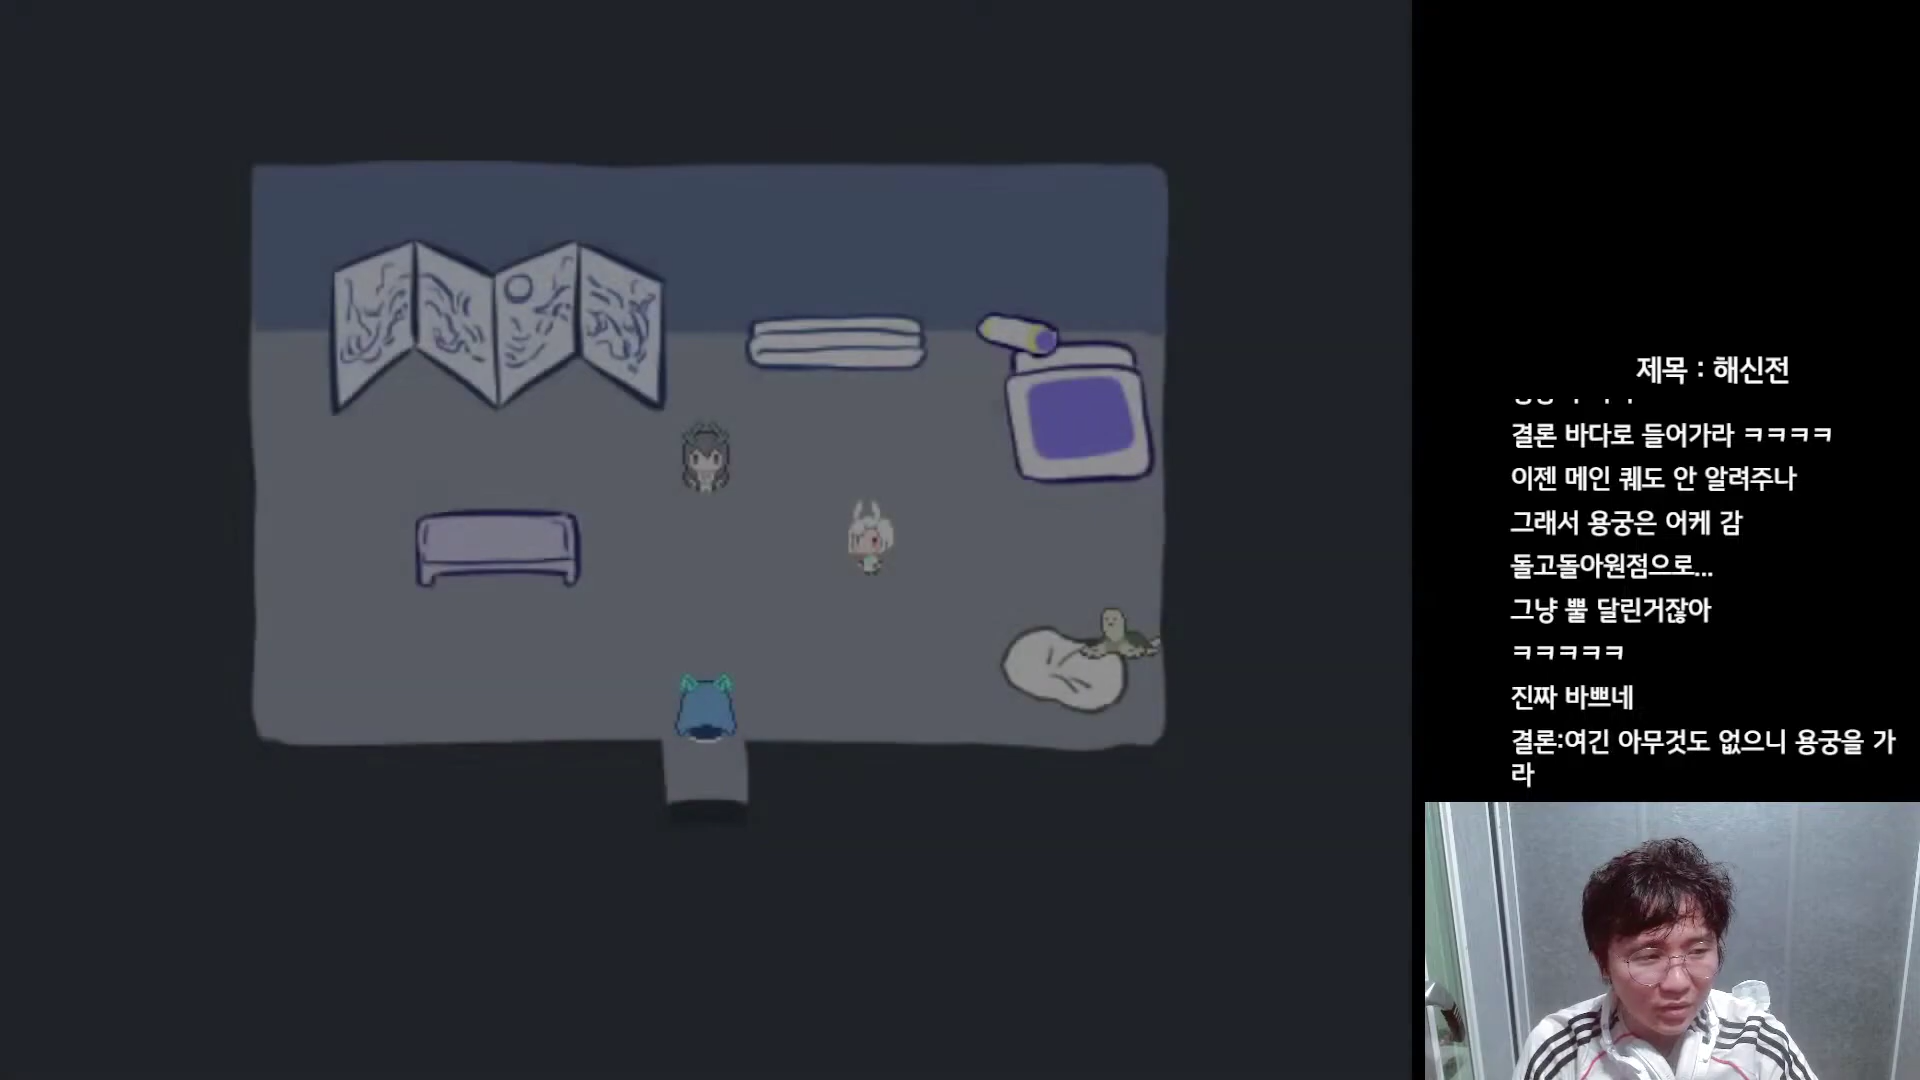 제목 : 해신전
결론 바다로 들어가라 ㅋㅋㅋㅋ
이젠 메인 퀘도 안 알려주나
그래서 용궁은 어케 감
돌고돌아원점으로...
그냥 뿔 달린거잖아
ㅋㅋㅋㅋㅋ
진짜 바쁘네
결론:여긴 아무것도 없으니 용궁을 가
라